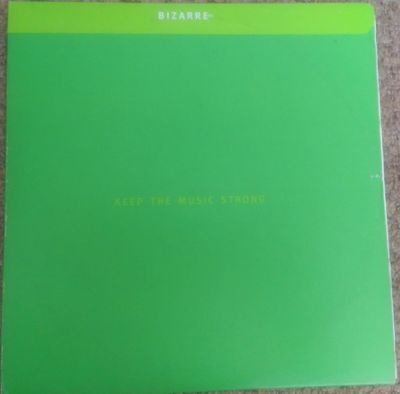 BIZARRE
KEEP THE MUSIC STRONG